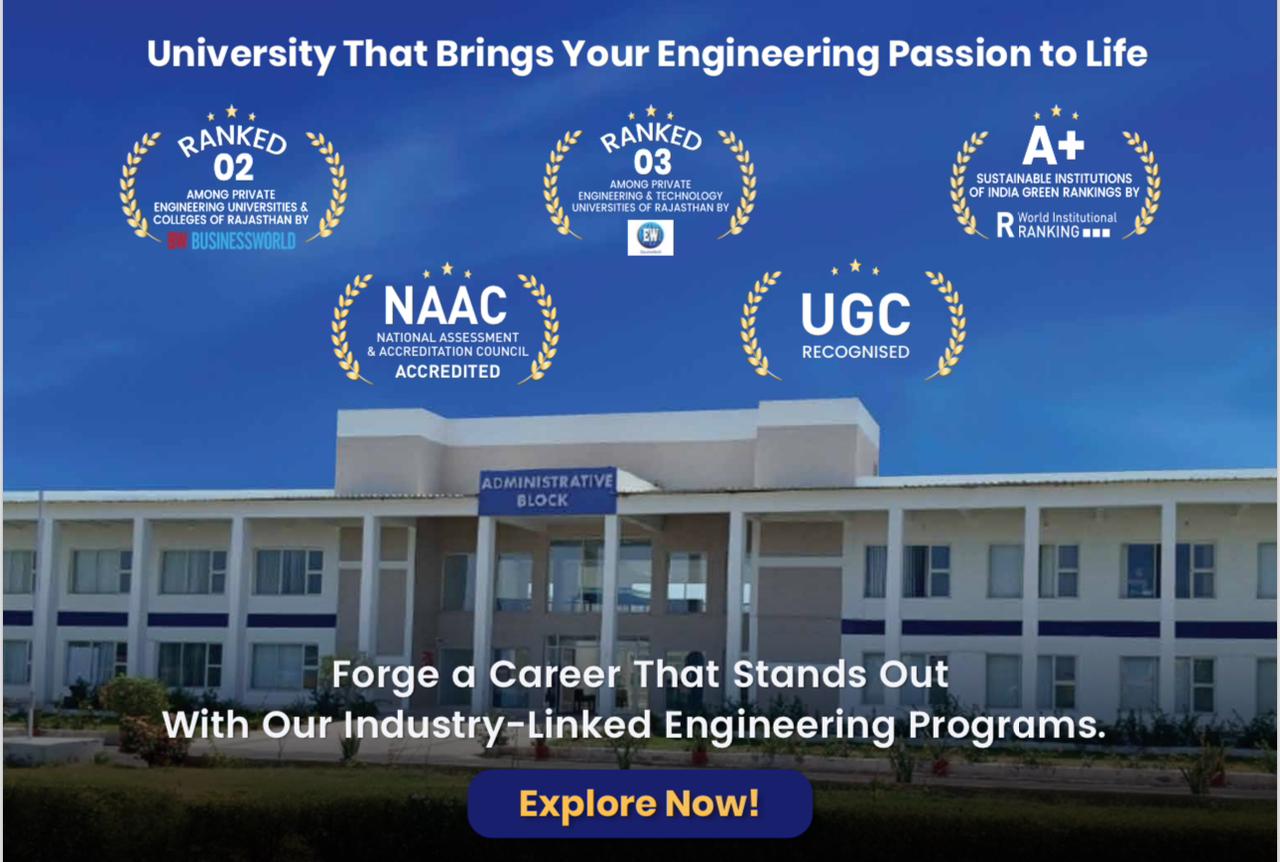 University That Brings Your Engineering Passion to Life
RANKED
02
AMONG PRIVATE
ENGINEERING UNIVERSITIES &
COLLEGES OF RAJASTHAN BY
BW BUSINESSWORLD
RANKED
03
AMONG PRIVATE
ENGINEERING & TECHNOLOGY
UNIVERSITIES OF RAJASTHAN BY
EW
A+
SUSTAINABLE INSTITUTIONS
OF INDIA GREEN RANKINGS BY
R World Institutional
RANKING
NAAC
NATIONAL ASSESSMENT
& ACCREDITATION COUNCIL
ACCREDITED
UGC
RECOGNISED
ADMINISTRATIVE
BLOCK
Forge a Career That Stands Out
With Our Industry-Linked Engineering Programs.
Explore Now!